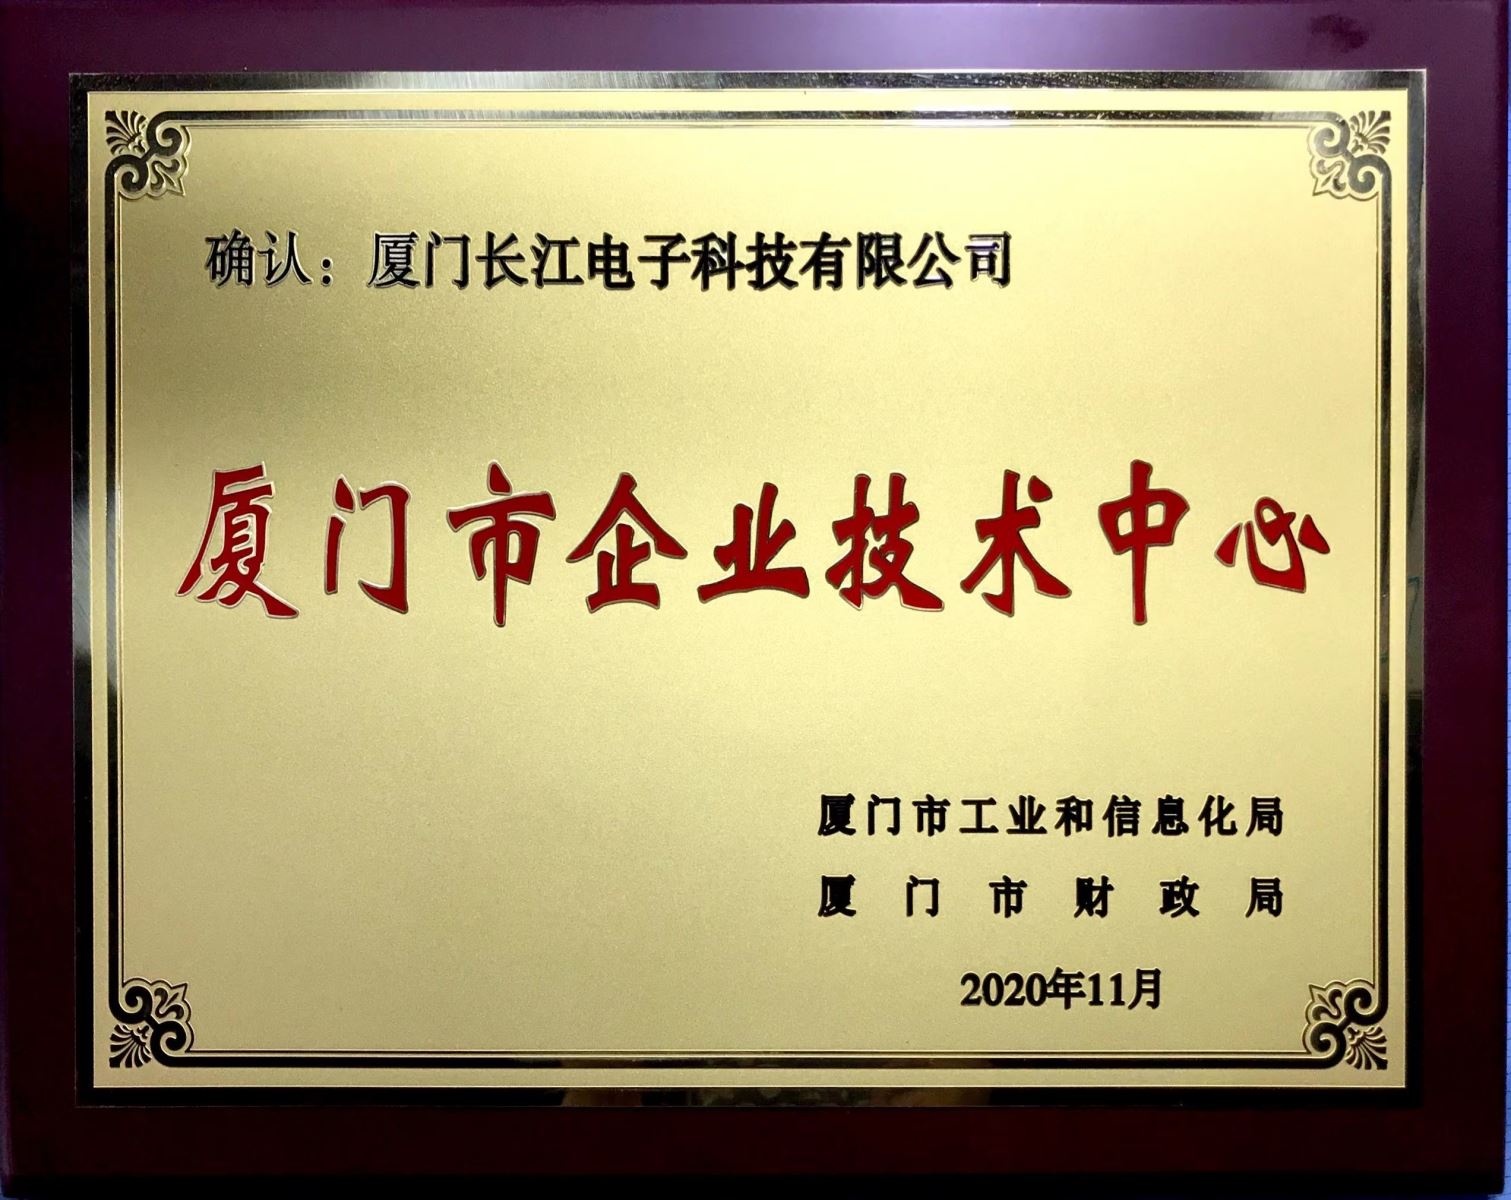 确认：厦门长江电子科技有限公司
厦门市企业技术中心
厦门市工业和信息化局
厦门市财政局
2020年11月